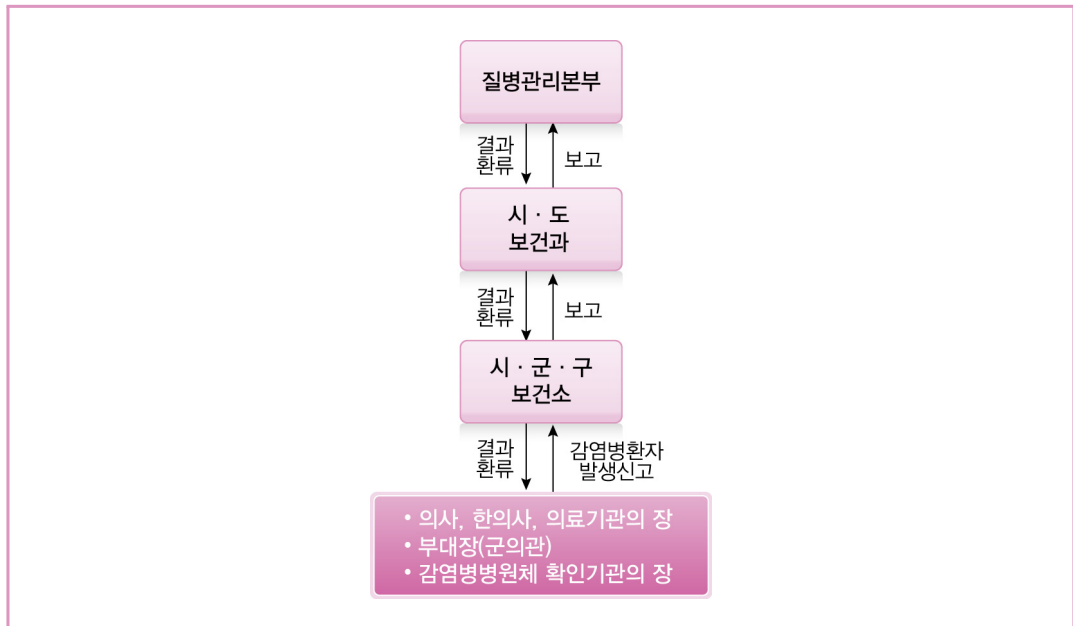 질병관리본부
결과
환류
보고
시 · 도
보건과
결과
환류
보고
시 · 군 · 구
보건소
결과
환류
감염병환자
발생신고
• 의사, 한의사, 의료기관의 장
• 부대장(군의관)
• 감염병병원체 확인기관의 장